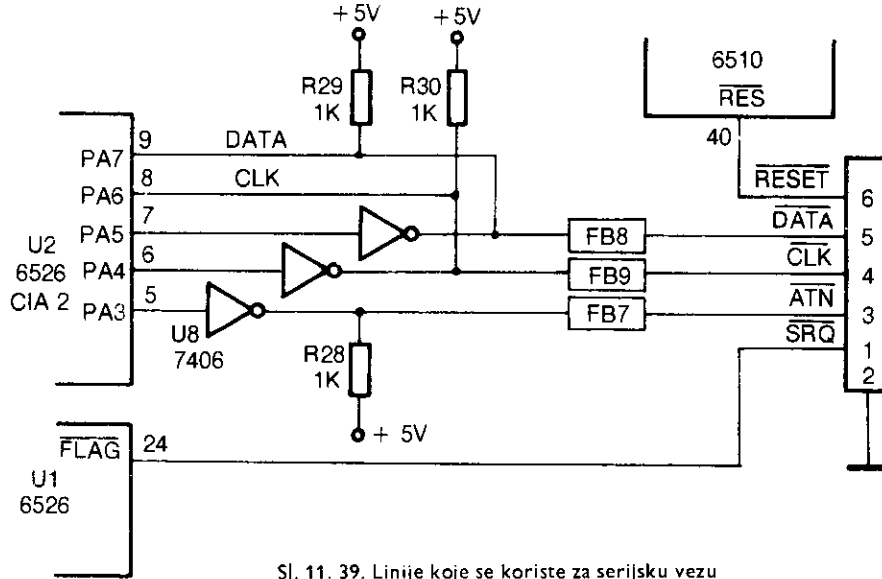 +5V
+5V
R29
1K
R30
1K
6510
RES
40
9
DATA
PA7
8
CLK
PA6
RESET
6
7
PA5
DATA
FB8
5
U2
6526
CIA 2
6
PA4
CLK
FB9
4
5
PA3
ATN
FB7
3
U8
7406
SRQ
1
2
R28
1K
+ 5V
FLAG
24
U1
6526
Sl. 11. 39. Linije koje se koriste za serijsku vezu